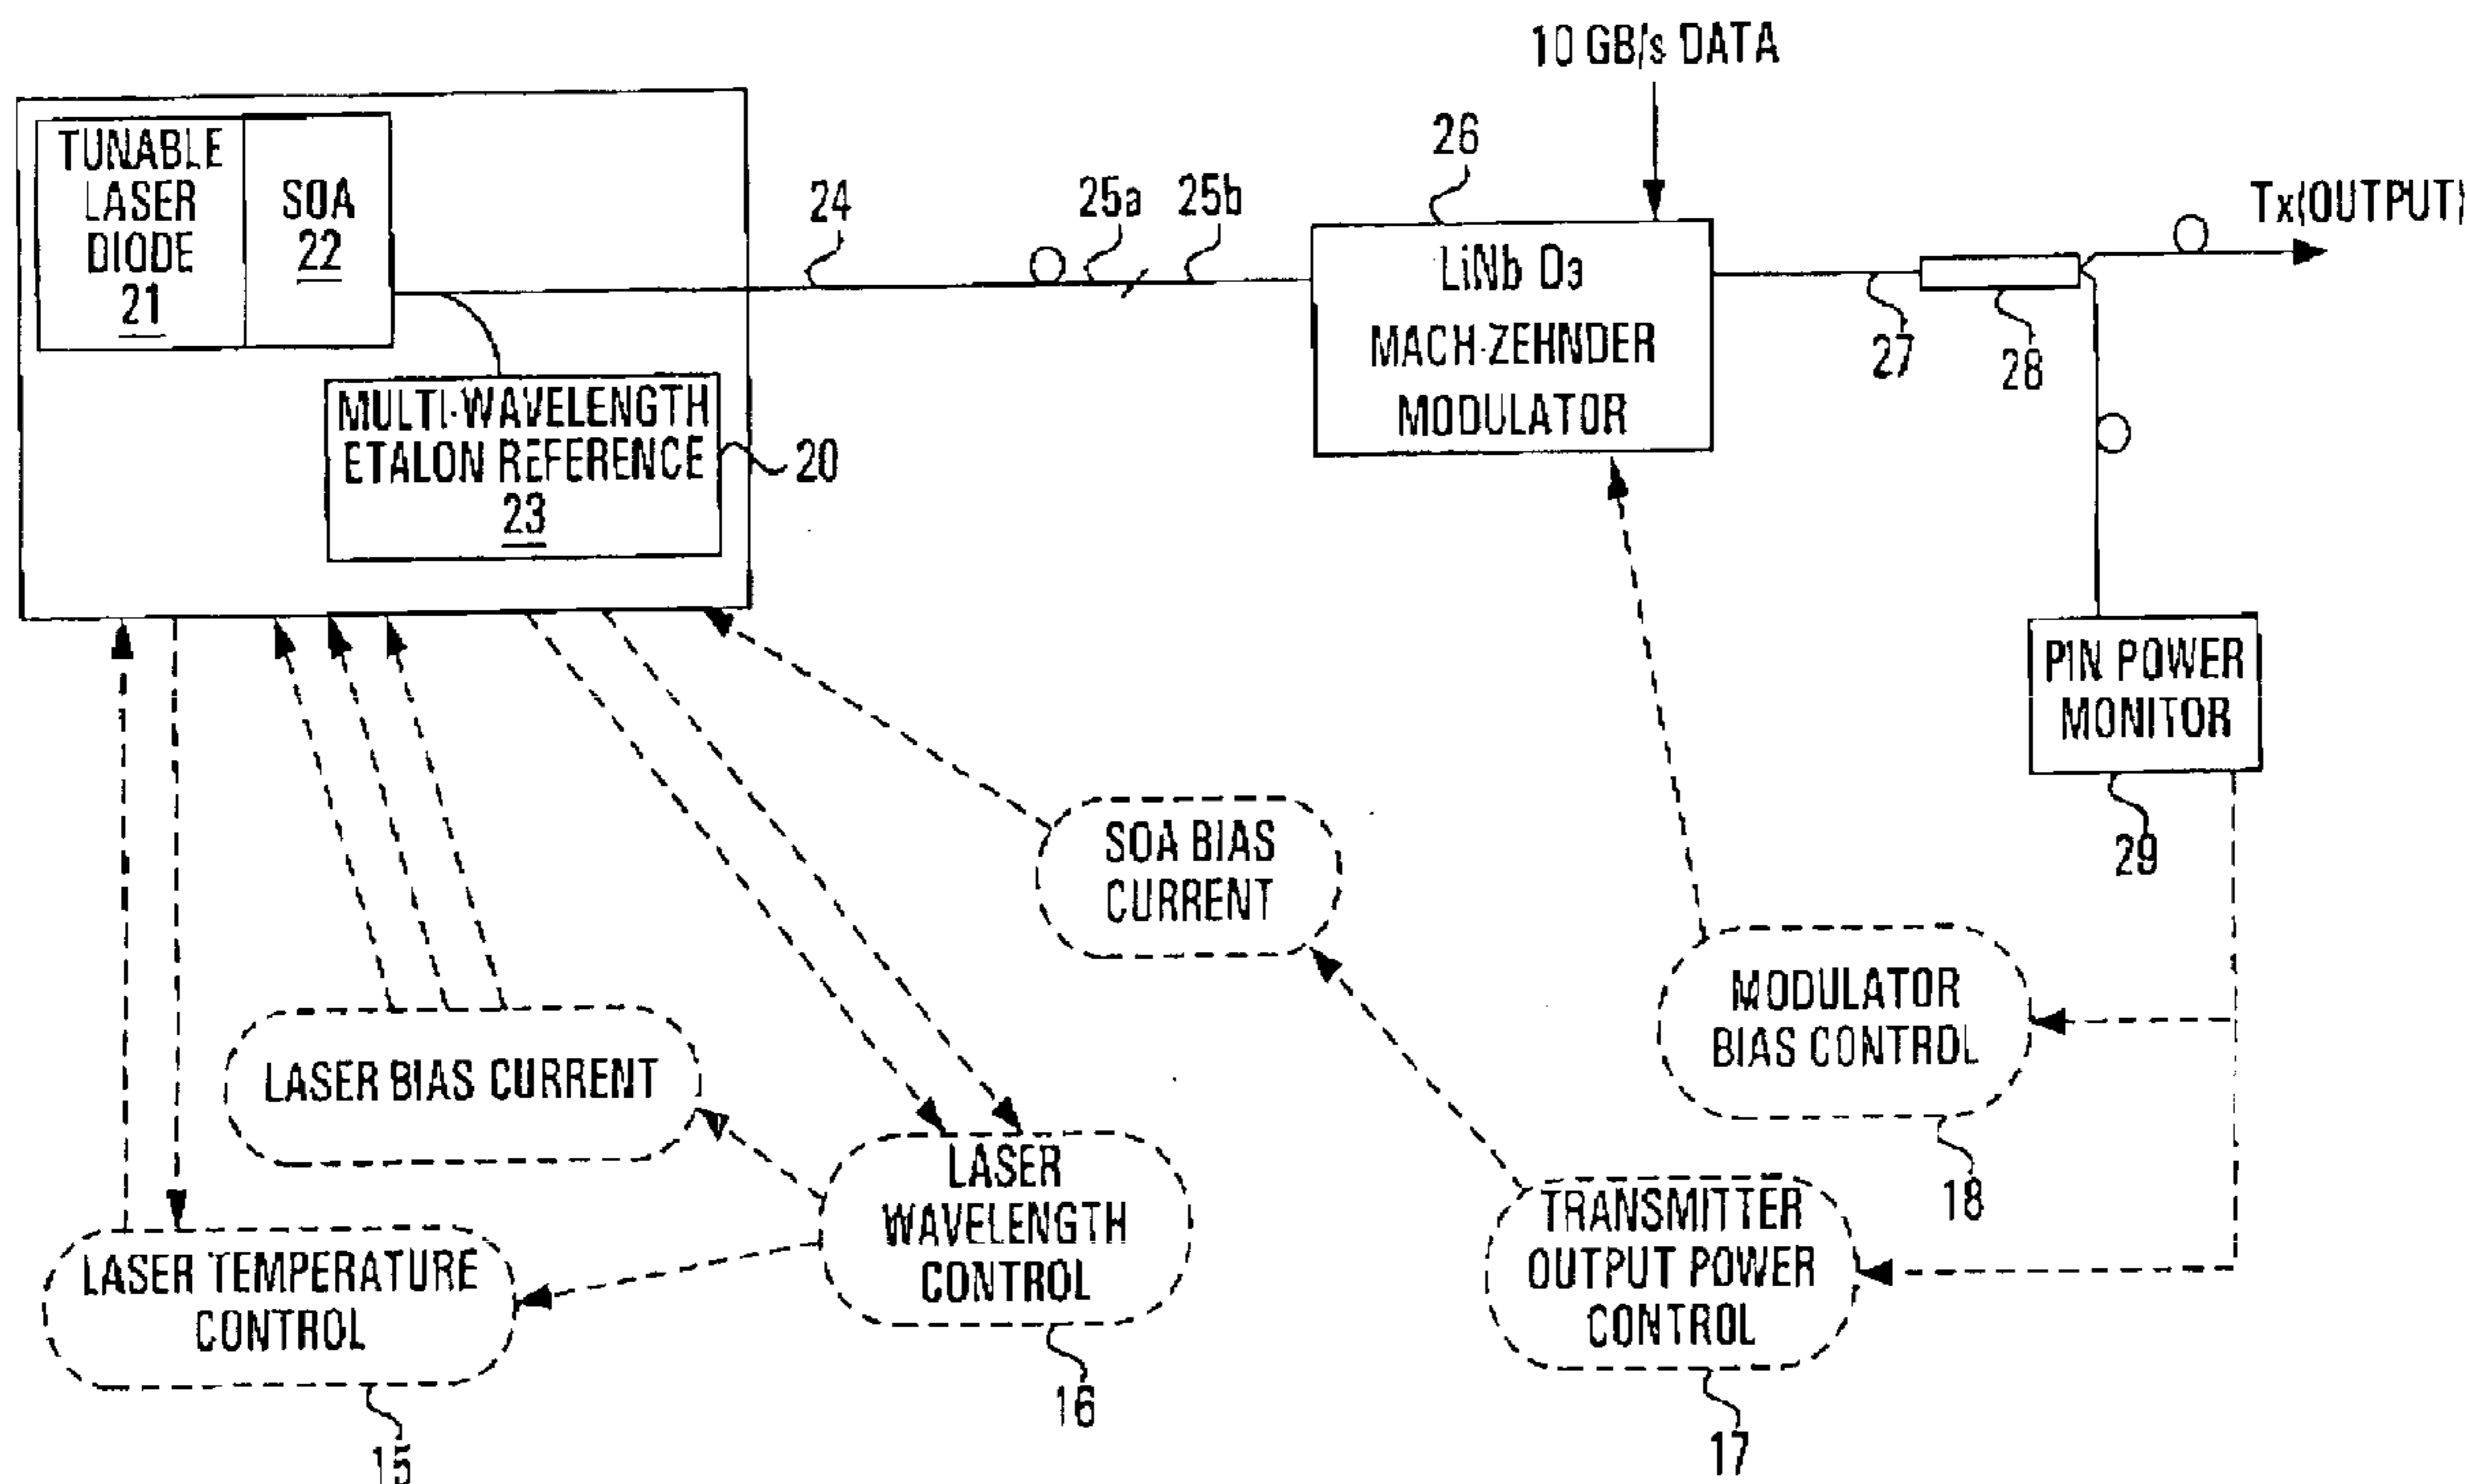 10 GB/s DATA
TUNABLE
LASER
DIODE
21
SOA
22
24
25a
25b
26
LiNb O3
MACH-ZEHNDER
MODULATOR
27
28
Tx(OUTPUT)
MULTI-WAVELENGTH
ETALON REFERENCE
23
20
PIN POWER
MONITOR
29
SOA BIAS
CURRENT
MODULATOR
BIAS CONTROL
18
LASER BIAS CURRENT
LASER
WAVELENGTH
CONTROL
16
TRANSMITTER
OUTPUT POWER
CONTROL
17
LASER TEMPERATURE
CONTROL
15